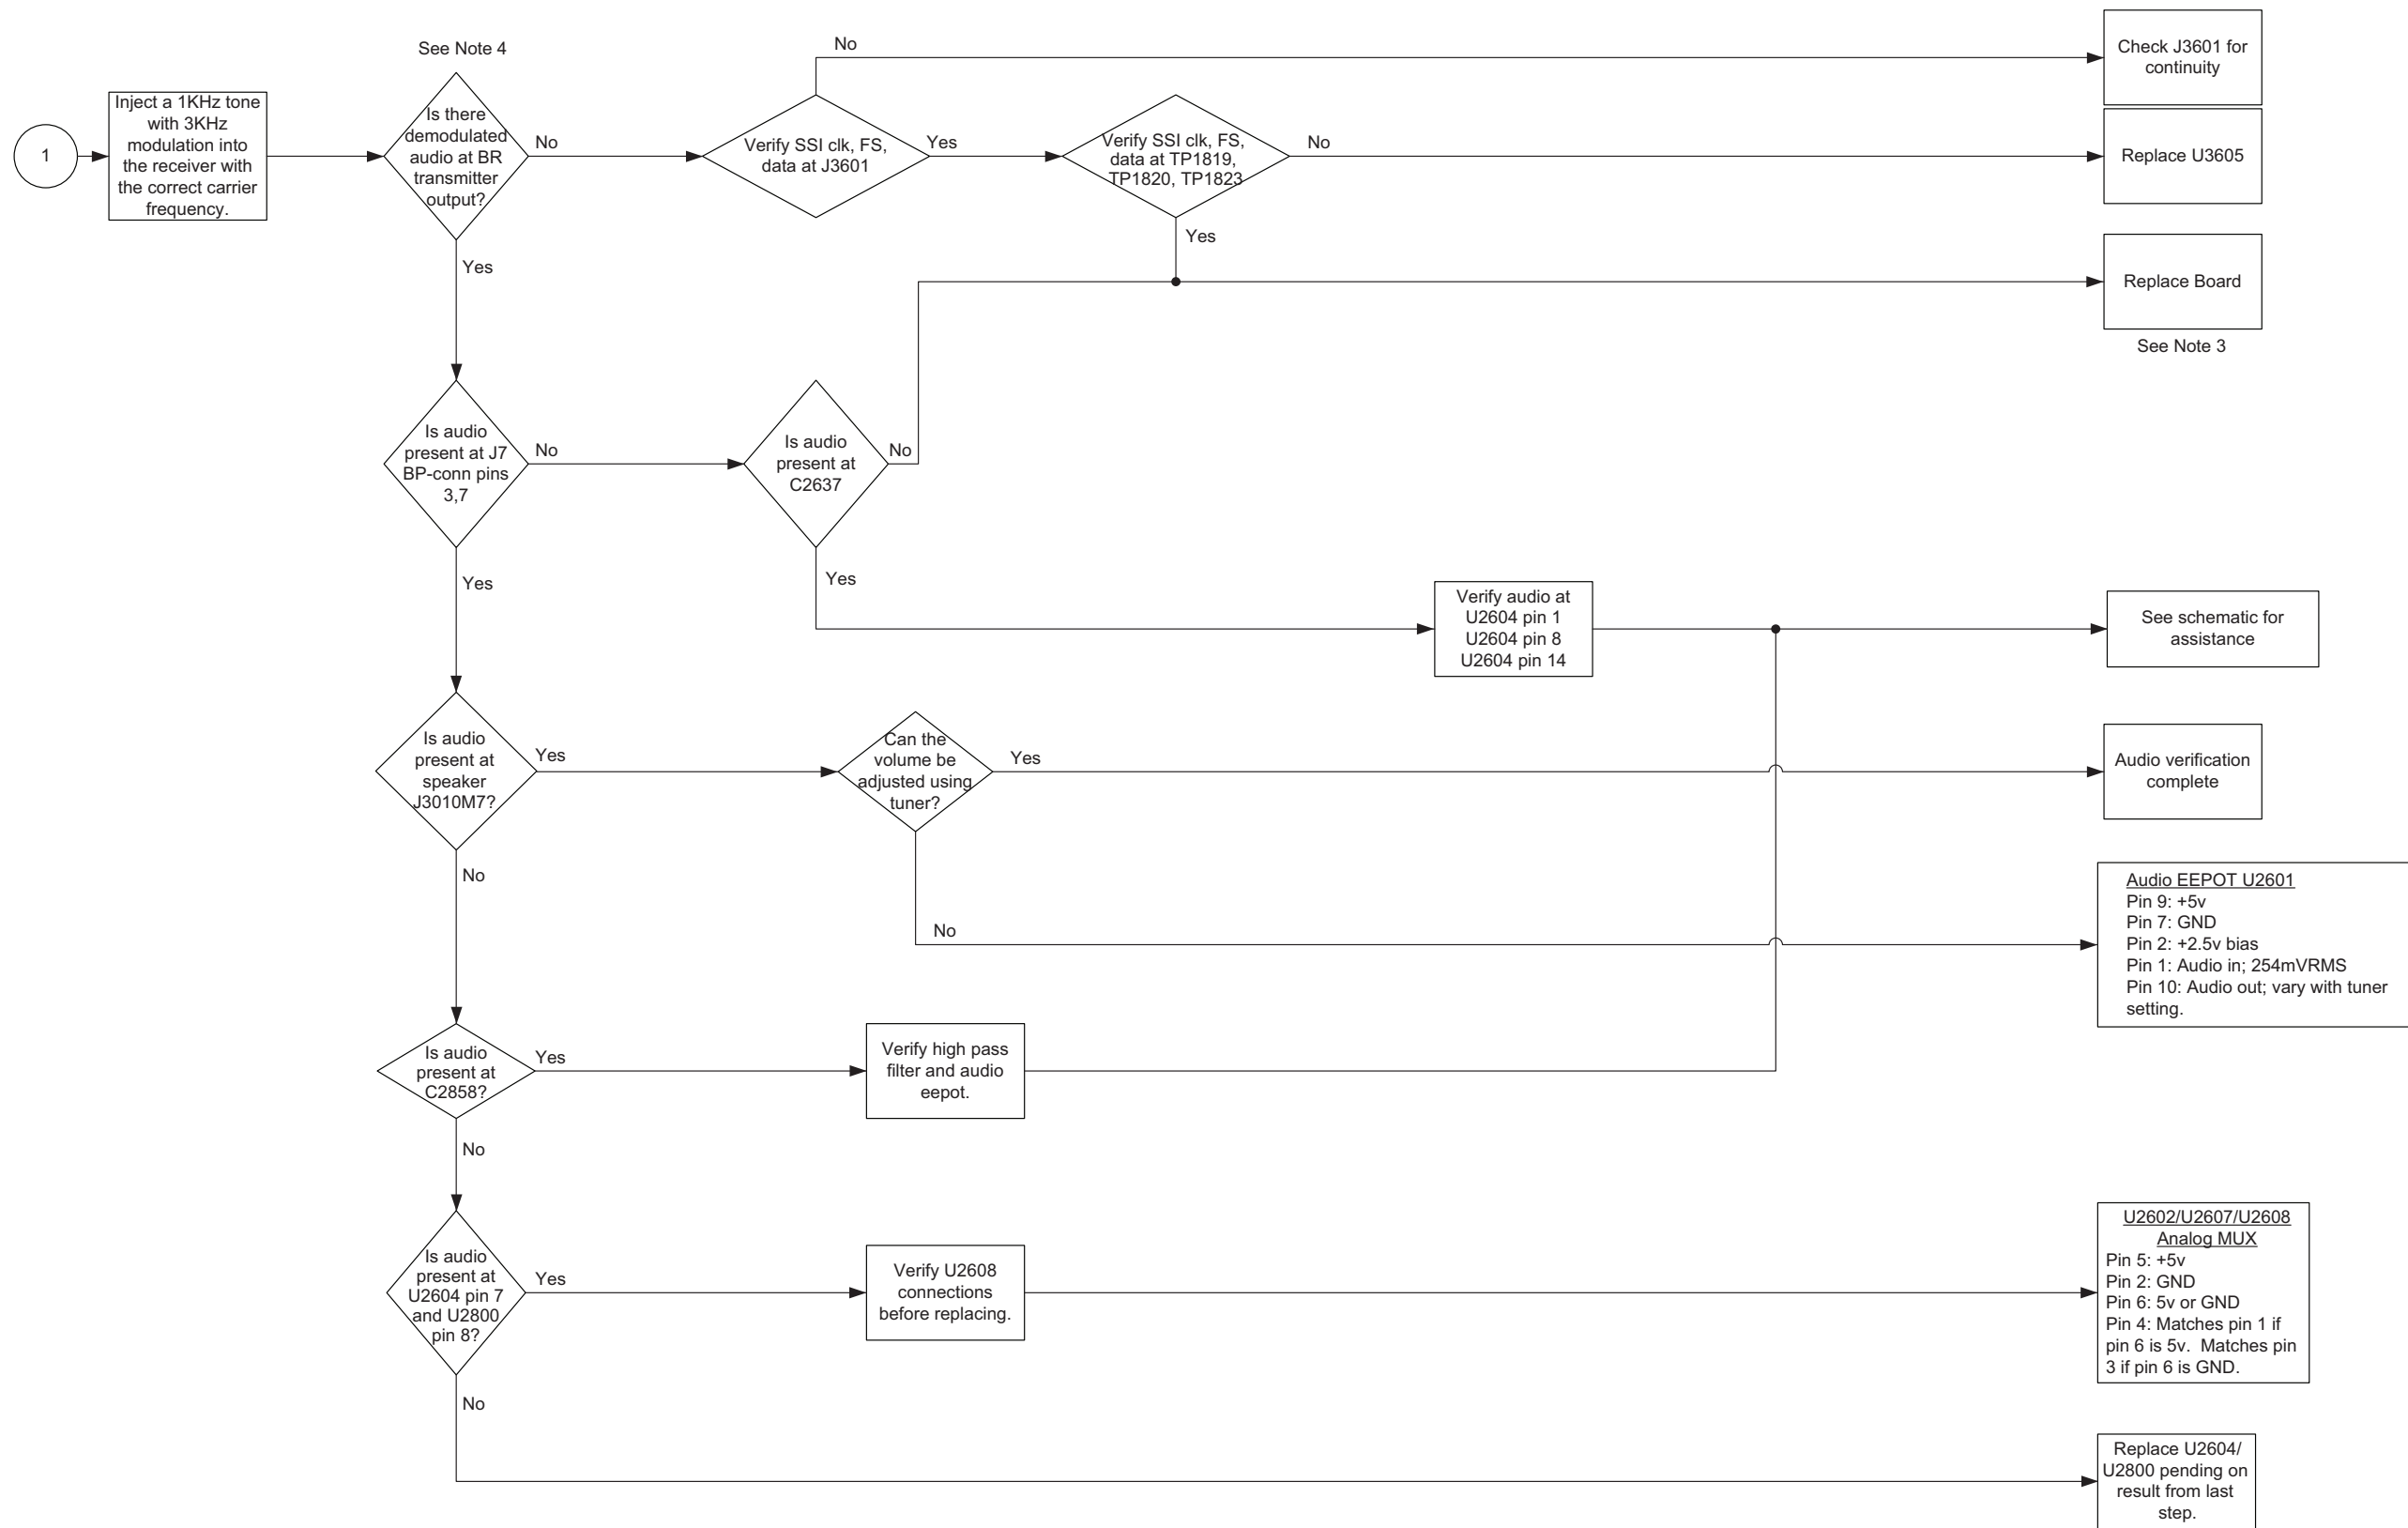 See Note 4
1
Inject a 1KHz tone
with 3KHz
modulation into
the receiver with
the correct carrier
frequency.
Is there
demodulated
audio at BR
transmitter
output?
No
Yes
Verify SSI clk, FS,
data at J3601
No
Yes
Verify SSI clk, FS,
data at TP1819,
TP1820, TP1823
No
Yes
Check J3601 for
continuity
Replace U3605
Replace Board
See Note 3
Is audio
present at J7
BP-conn pins
3,7
No
Yes
Is audio
present at
C2637
No
Yes
Verify audio at
U2604 pin 1
U2604 pin 8
U2604 pin 14
See schematic for
assistance
Is audio
present at
speaker
J3010M7?
Yes
No
Can the
volume be
adjusted using
tuner?
Yes
No
Audio verification
complete
Audio EEPOT U2601
Pin 9: +5v
Pin 7: GND
Pin 2: +2.5v bias
Pin 1: Audio in; 254mVRMS
Pin 10: Audio out; vary with tuner
setting.
Is audio
present at
C2858?
Yes
No
Verify high pass
filter and audio
eepot.
Is audio
present at
U2604 pin 7
and U2800
pin 8?
Yes
No
Verify U2608
connections
before replacing.
U2602/U2607/U2608
Analog MUX
Pin 5: +5v
Pin 2: GND
Pin 6: 5v or GND
Pin 4: Matches pin 1 if
pin 6 is 5v.  Matches pin
3 if pin 6 is GND.
Replace U2604/
U2800 pending on
result from last
step.